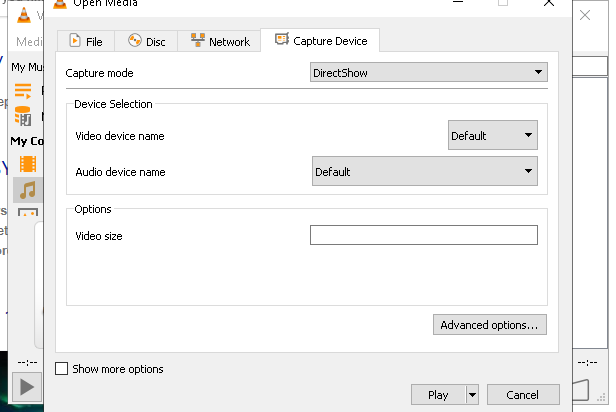 Open Media
V
Medi
File
Disc
Network
Capture Device
My Mus
Capture mode
DirectShow
Device Selection
Video device name
Default
My Co
Audio device name
Default
Options
Video size
Advanced options...
--:--
--:--
Show more options
Play
Cancel